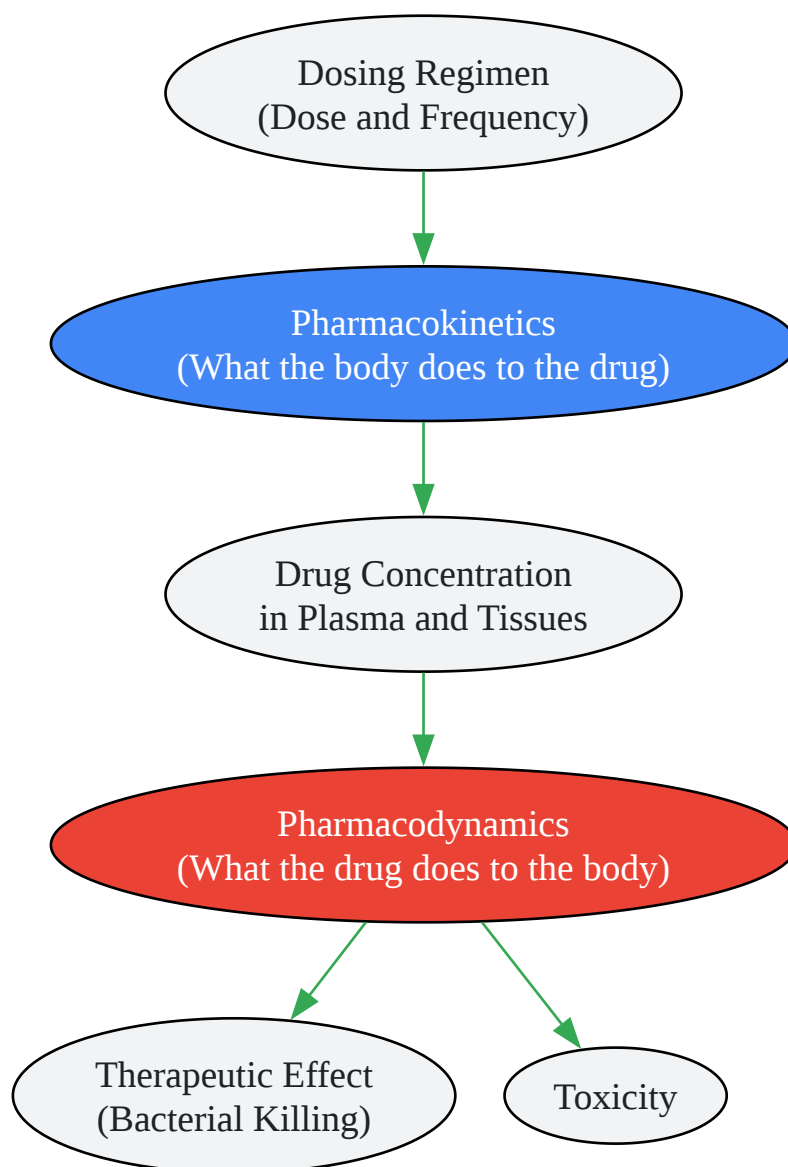 Dosing Regimen
(Dose and Frequency)
Pharmacokinetics
(What the body does to the drug)
Drug Concentration
in Plasma and Tissues
Pharmacodynamics
(What the drug does to the body)
Therapeutic Effect
(Bacterial Killing)
Toxicity